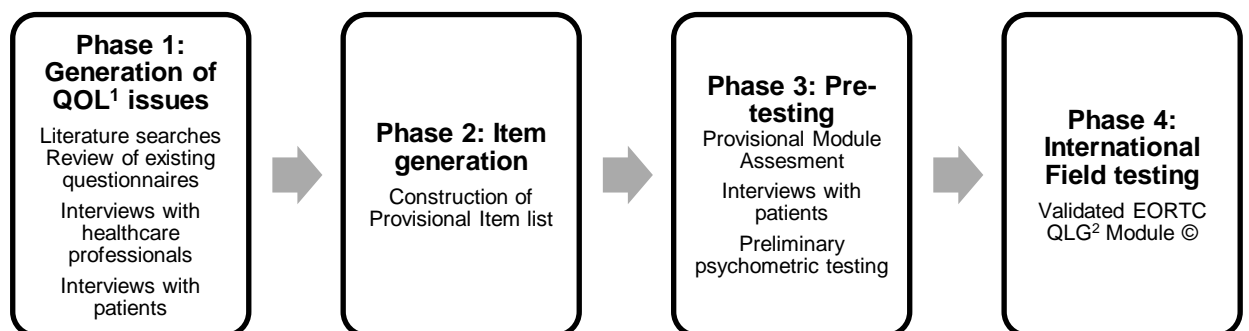 Phase 1:
Generation of
QOL¹ issues
Literature searches
Review of existing
questionnaires
Interviews with
healthcare
professionals
Interviews with
patients
Phase 2: Item
generation
Construction of
Provisional Item list
Phase 3: Pre-
testing
Provisional Module
Assesment
Interviews with
patients
Preliminary
psychometric testing
Phase 4:
International
Field testing
Validated EORTC
QLG² Module ©